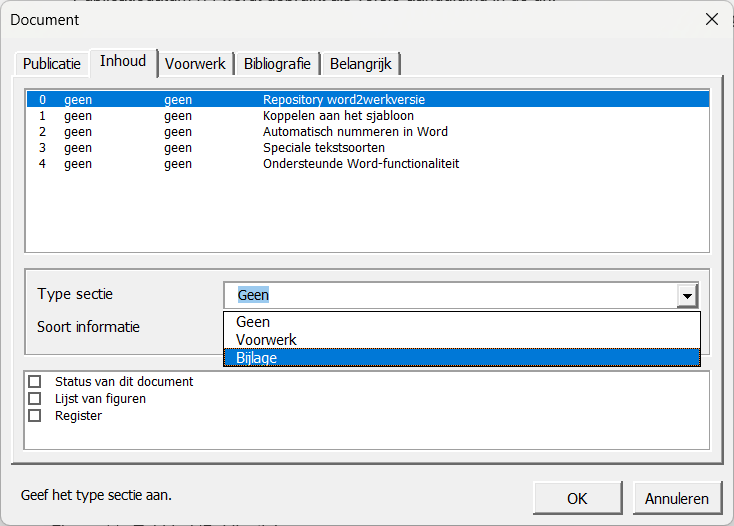 Document
Publicatie Inhoud Voorwerk Bibliografie Belangrijk
0 geen geen Repository word2werkversie
1 geen geen Koppelen aan het sjabloon
2 geen geen Automatisch nummeren in Word
3 geen geen Speciale tekstsoorten
4 geen geen Ondersteunde Word-functionaliteit
Type sectie Geen
Soort informatie
Geen
Voorwerk
Bijlage
Status van dit document
Lijst van figuren
Register
Geef het type sectie aan.
OK Annuleren